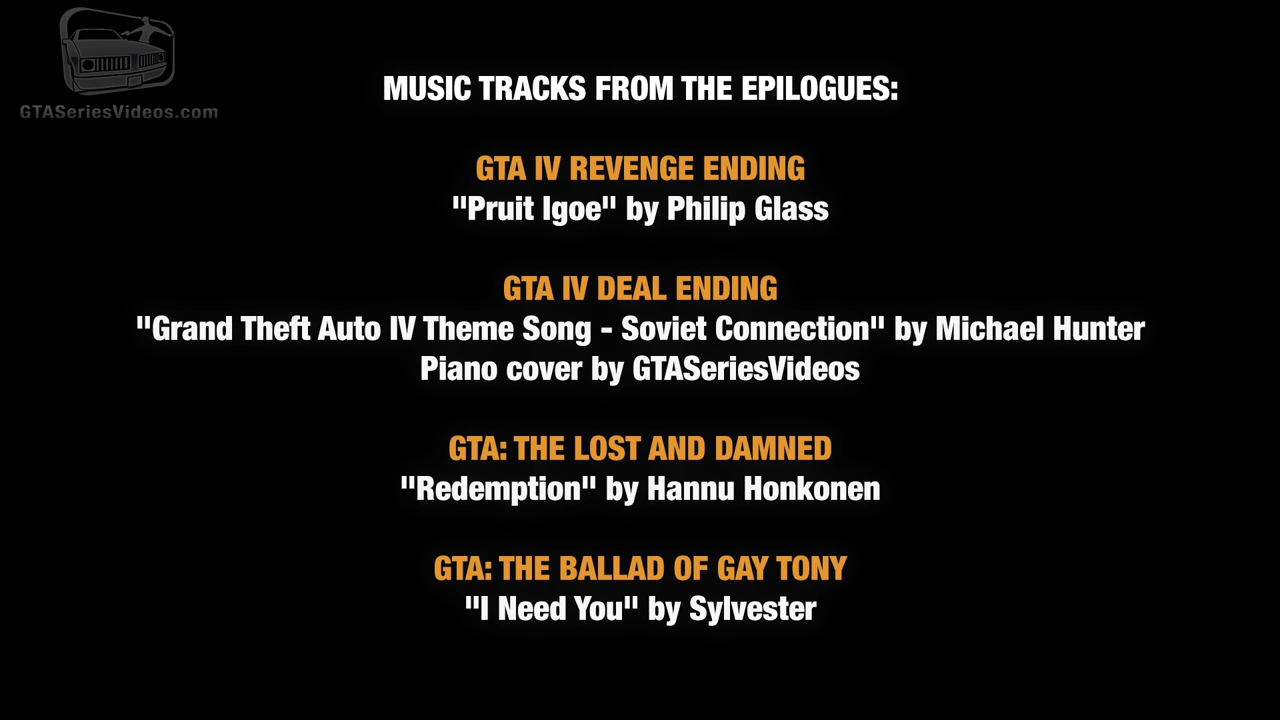 GTASeriesVideos.com
MUSIC TRACKS FROM THE EPILOGUES:
GTA IV REVENGE ENDING
"Pruit Igoe" by Philip Glass
GTA IV DEAL ENDING
"Grand Theft Auto IV Theme Song - Soviet Connection" by Michael Hunter
Piano cover by GTASeriesVideos
GTA: THE LOST AND DAMNED
"Redemption" by Hannu Honkonen
GTA: THE BALLAD OF GAY TONY
"I Need You" by Sylvester